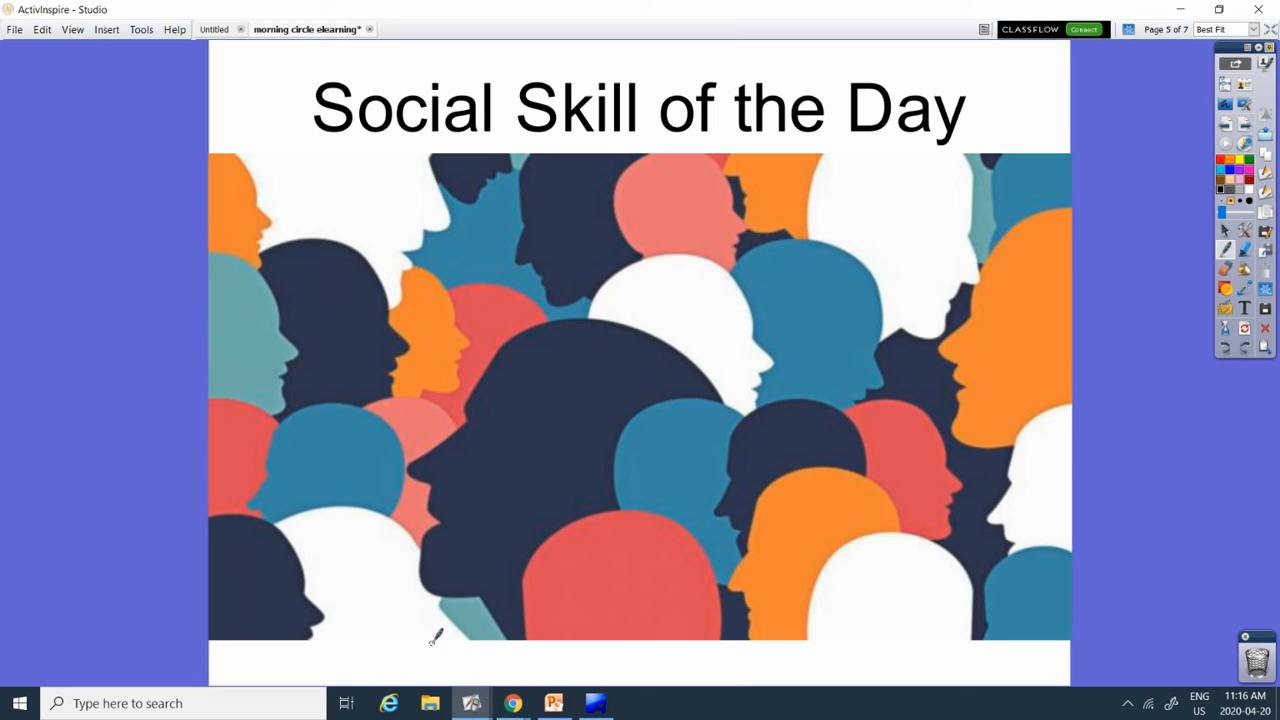 ActivInspire - Studio
File Edit View Insert Tools Help Untitled morning circle elearning* CLASSFLOW Connect Page 5 of 7 Best Fit
Social Skill of the Day
Type here to search
ENG 11:16 AM
US 2020-04-20